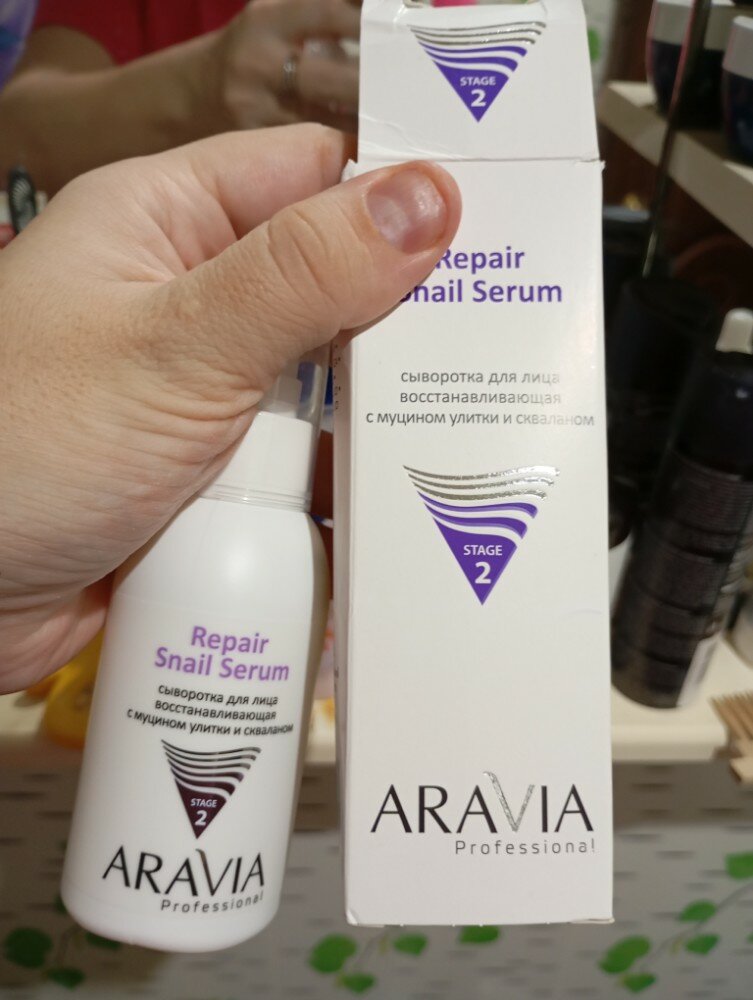 STAGE
2
Repair
Snail Serum
сыворотка для лица
восстанавливающая
с муцином улитки и скваланом
STAGE
2
ARAVIA
Professional
Repair
Snail Serum
сыворотка для лица
восстанавливающая
с муцином улитки и скваланом
STAGE
2
ARAVIA
Professional